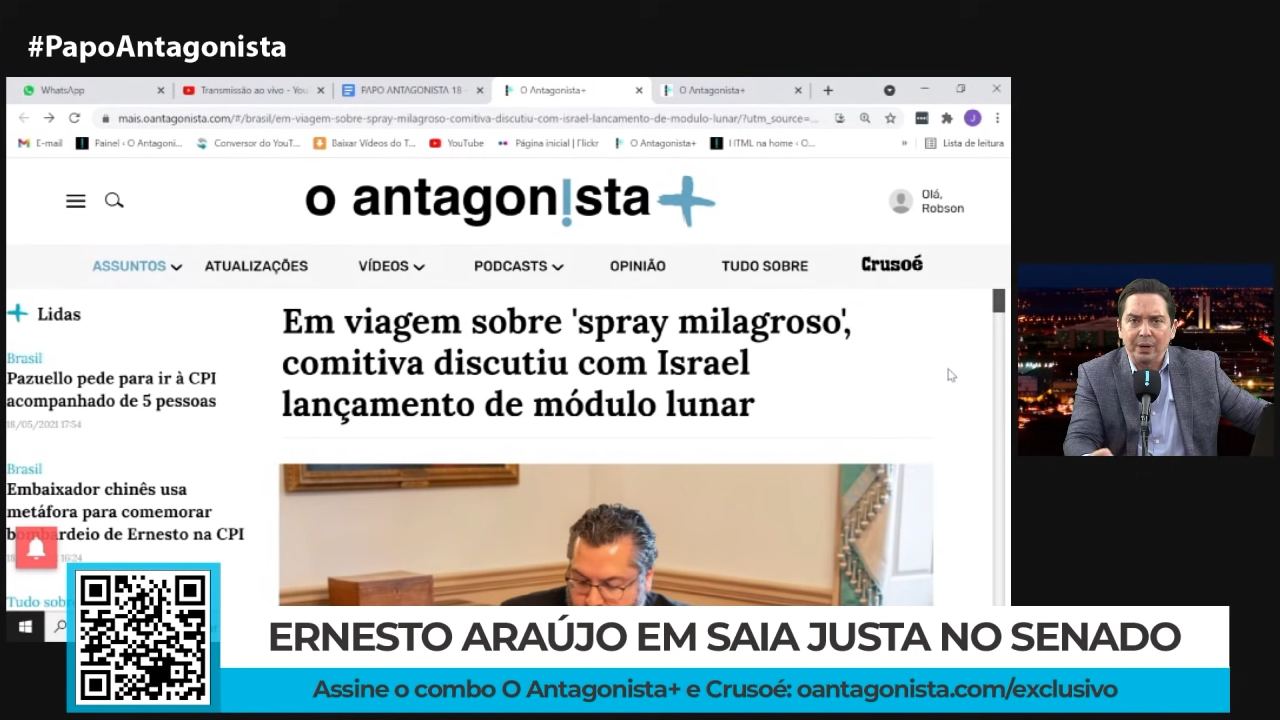 #PapoAntagonista
WhatsApp
Transmissão ao vivo - You
PAPO ANTAGONISTA 18 -
O Antagonista+
O Antagonista+
mais.oantagonista.com/#/brasil/em-viagem-sobre-spray-milagroso-comitiva-discutiu-com-israel-lancamento-de-modulo-lunar/?utm_source=...
J
E-mail
Painel ‹ O Antagoni...
Conversor do YouT...
Baixar Vídeos do T...
YouTube
Página inicial | Flickr
O Antagonista+
HTML na home ‹ O...
»
Lista de leitura
o antagon!sta+
Olá,
Robson
ASSUNTOS
ATUALIZAÇÕES
VÍDEOS
PODCASTS
OPINIÃO
TUDO SOBRE
Crusoé
+ Lidas
Brasil
Pazuello pede para ir à CPI
acompanhado de 5 pessoas
18/05/2021 17:54
Brasil
Embaixador chinês usa
metáfora para comemorar
bombardeio de Ernesto na CPI
16:24
Tudo sobr
Em viagem sobre 'spray milagroso',
comitiva discutiu com Israel
lançamento de módulo lunar
ERNESTO ARAÚJO EM SAIA JUSTA NO SENADO
Assine o combo O Antagonista+ e Crusoé: oantagonista.com/exclusivo